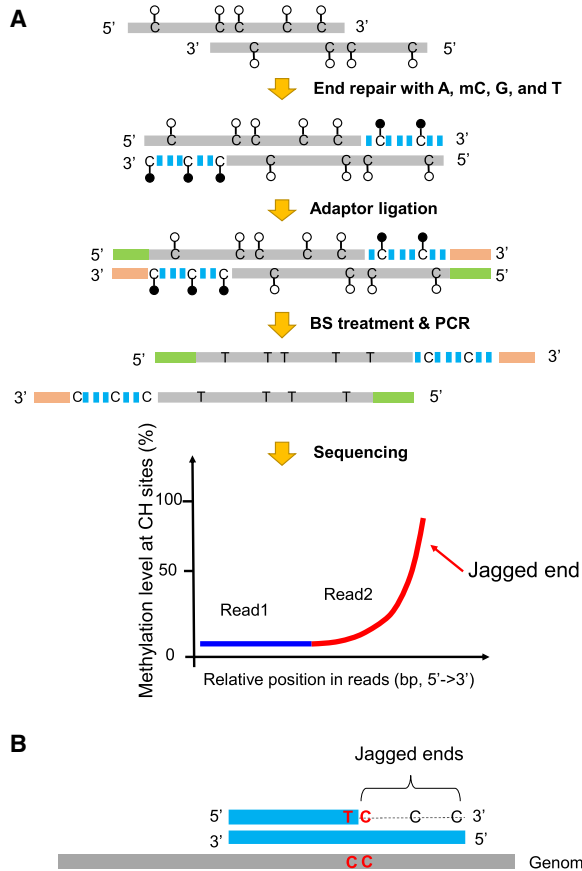 A
5’ C C C C C 3’
3’ C C C C 5’
End repair with A, mC, G, and T
5’ C C C C C C C 3’
3’ C C C C C C C 5’
Adaptor ligation
5’ C C C C C C C 3’
3’ C C C C C C C 5’
BS treatment & PCR
5’ T T T T T C C 3’
3’ C C C T T T T 5’
Sequencing
Methylation level at CH sites (%)
100
50
0
Read1
Read2
Jagged end
Relative position in reads (bp, 5’->3’)
B
Jagged ends
5’ T C C C 3’
3’ 5’
C C Genom